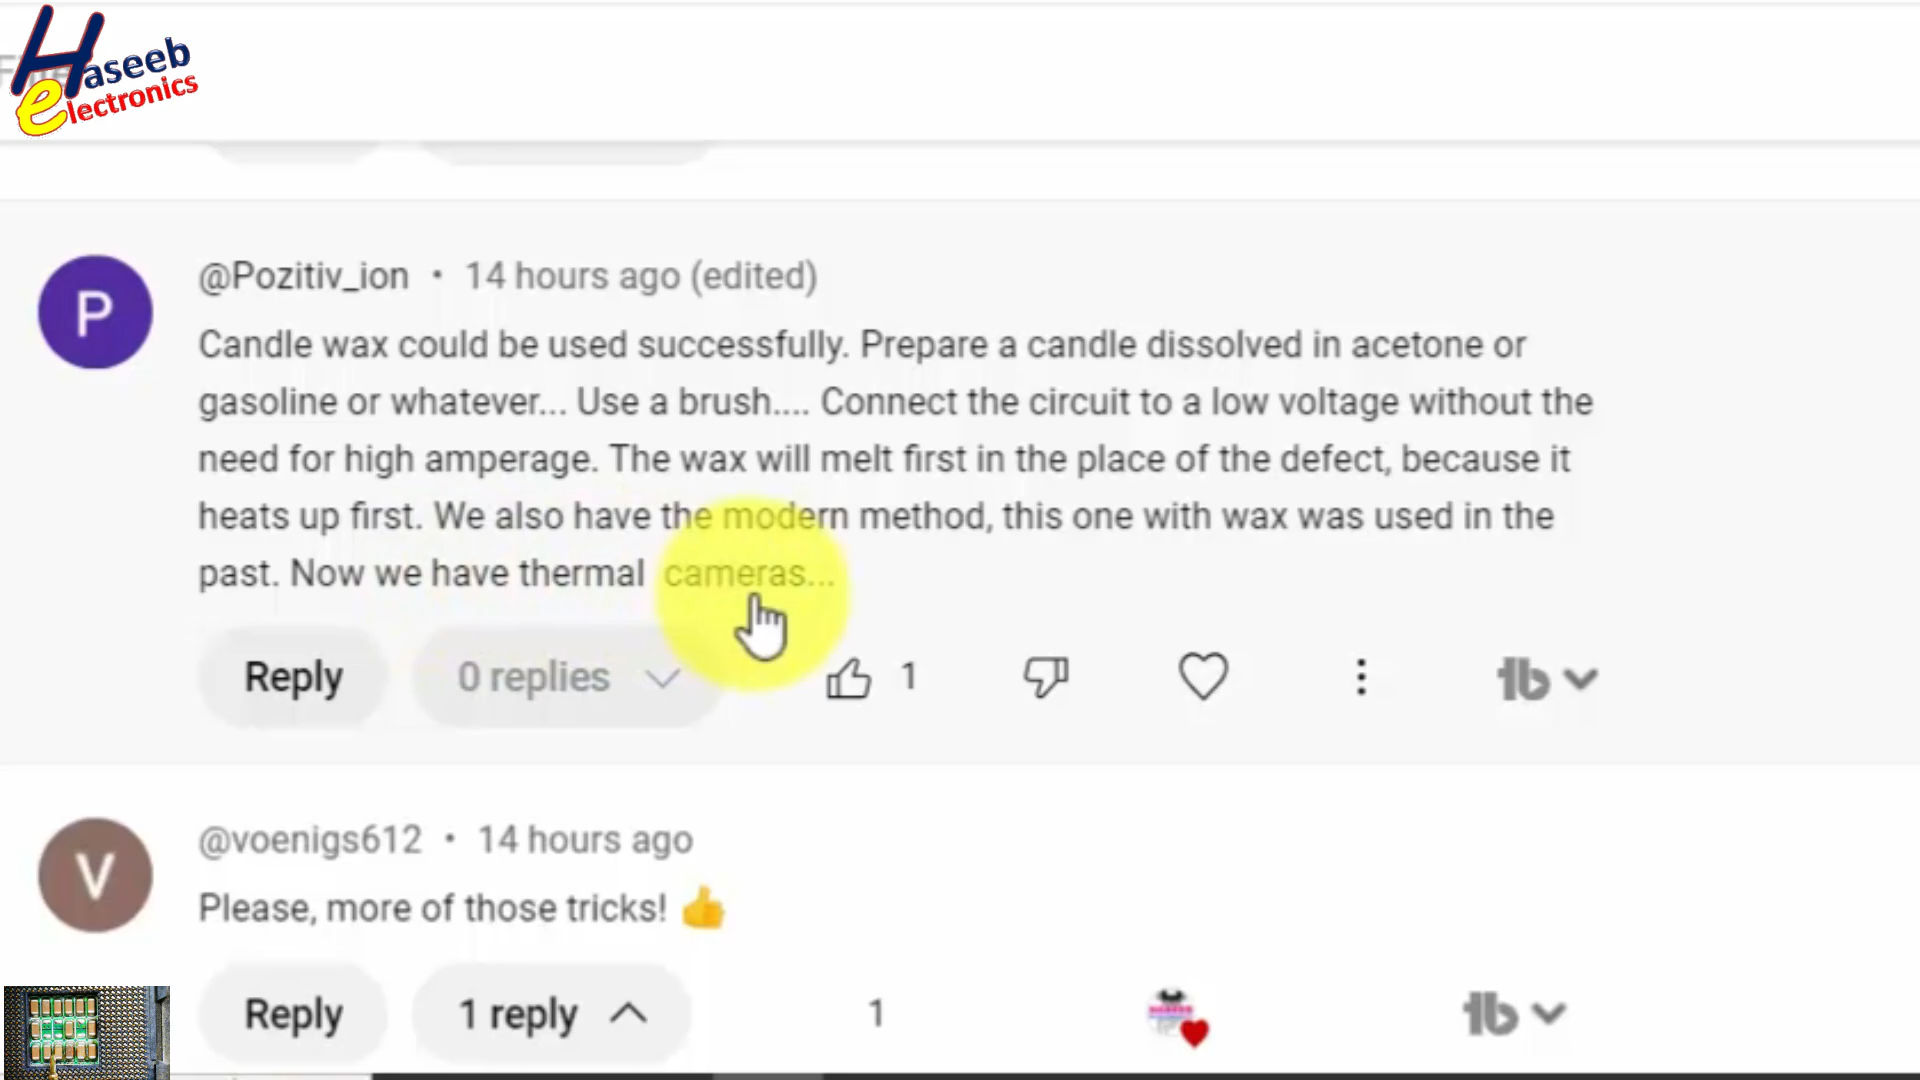 Haseeb
electronics
@Pozitiv_ion • 14 hours ago (edited)
Candle wax could be used successfully. Prepare a candle dissolved in acetone or
gasoline or whatever... Use a brush.... Connect the circuit to a low voltage without the
need for high amperage. The wax will melt first in the place of the defect, because it
heats up first. We also have the modern method, this one with wax was used in the
past. Now we have thermal cameras...
Reply 0 replies 1 tb
@voenigs612 • 14 hours ago
Please, more of those tricks! 👍
Reply 1 reply 1 tb